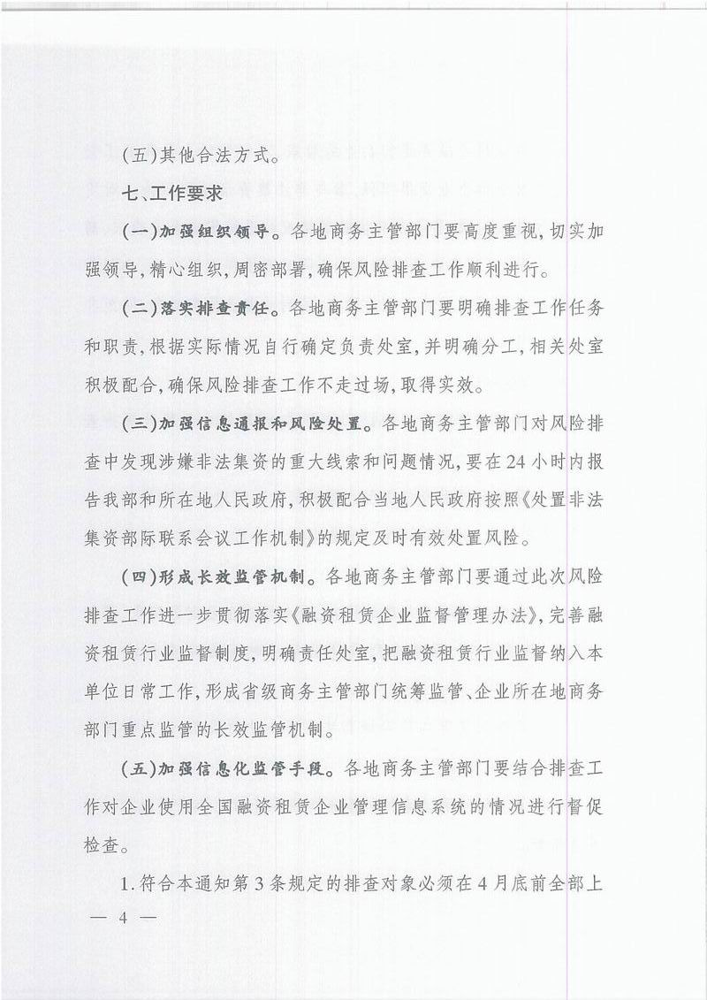 (五)其他合法方式。
七、工作要求
(一)加强组织领导。各地商务主管部门要高度重视,切实加
强领导,精心组织,周密部署,确保风险排查工作顺利进行。
(二)落实排查责任。各地商务主管部门要明确排查工作任务
和职责,根据实际情况自行确定负责处室,并明确分工,相关处室
积极配合,确保风险排查工作不走过场,取得实效。
(三)加强信息通报和风险处置。各地商务主管部门对风险排
查中发现涉嫌非法集资的重大线索和问题情况,要在24小时内报
告我部和所在地人民政府,积极配合当地人民政府按照《处置非法
集资部际联系会议工作机制》的规定及时有效处置风险。
(四)形成长效监管机制。各地商务主管部门要通过此次风险
排查工作进一步贯彻落实《融资租赁企业监督管理办法》,完善融
资租赁行业监督制度,明确责任处室,把融资租赁行业监督纳入本
单位日常工作,形成省级商务主管部门统筹监管、企业所在地商务
部门重点监管的长效监管机制。
(五)加强信息化监管手段。各地商务主管部门要结合排查工
作对企业使用全国融资租赁企业管理信息系统的情况进行督促
检查。
1.符合本通知第3条规定的排查对象必须在4月底前全部上
— 4 —